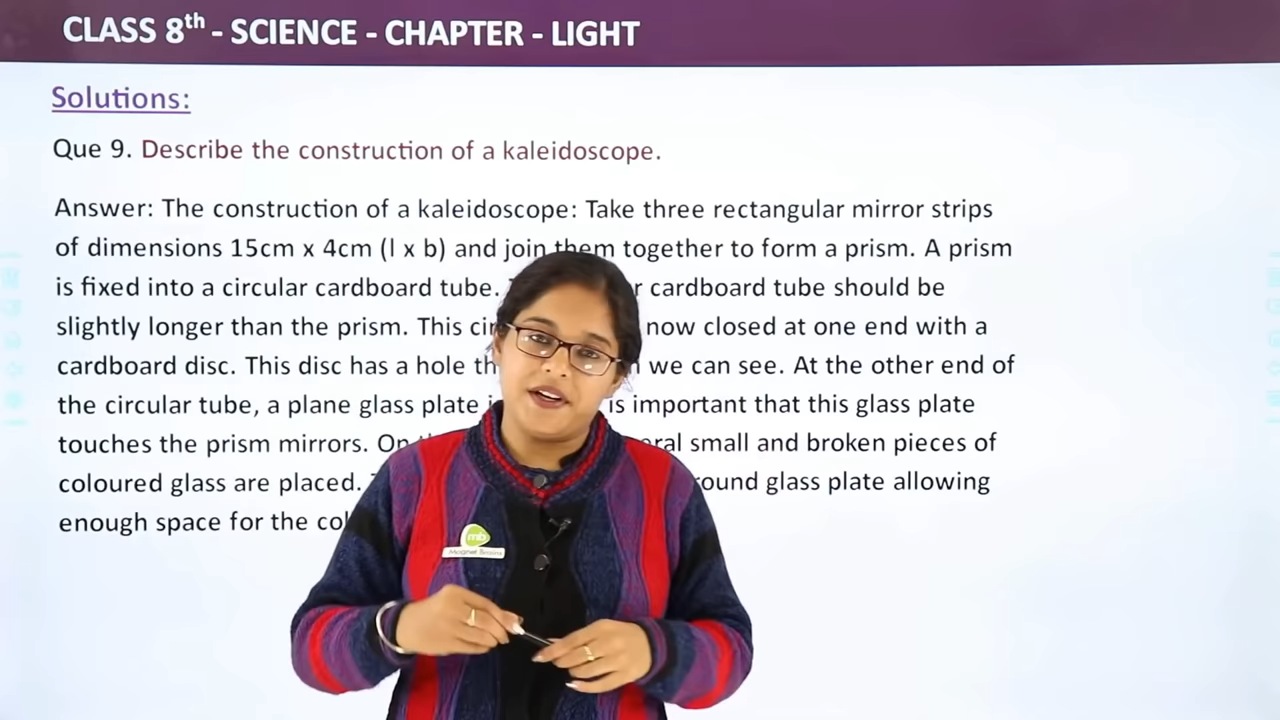 CLASS 8th - SCIENCE - CHAPTER - LIGHT
Solutions:
Que 9. Describe the construction of a kaleidoscope.
Answer: The construction of a kaleidoscope: Take three rectangular mirror strips
of dimensions 15cm x 4cm (l x b) and join them together to form a prism. A prism
is fixed into a circular cardboard tube. cardboard tube should be
slightly longer than the prism. This now closed at one end with a
cardboard disc. This disc has a hole we can see. At the other end of
the circular tube, a plane glass plate is important that this glass plate
touches the prism mirrors. small and broken pieces of
coloured glass are placed. glass plate allowing
enough space for the
mb
Magnet Brains